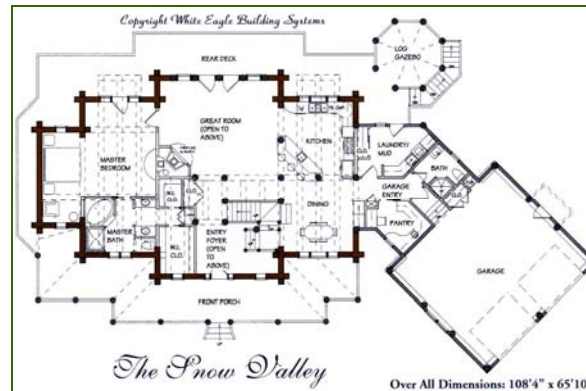 Copyright White Eagle Building Systems
REAR DECK
LOG
GAZEBO
GREAT ROOM
(OPEN TO
ABOVE)
KITCHEN
LAUNDRY/
MUD
MASTER
BEDROOM
BATH
GARAGE
ENTRY
DINING
PANTRY
MASTER
BATH
W.I.
CLO.
ENTRY
FOYER
(OPEN
TO
ABOVE)
GARAGE
FRONT PORCH
The Snow Valley
Over All Dimensions: 108'4" x 65'10